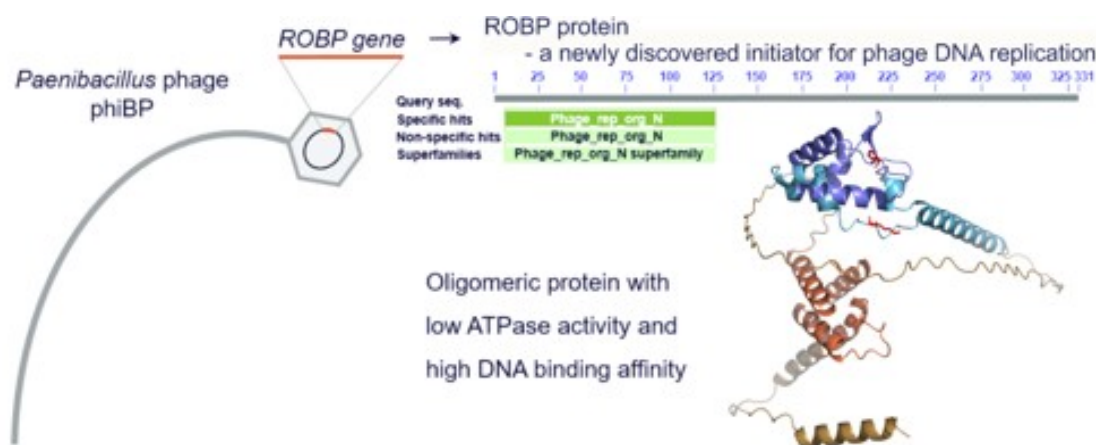 ROBP gene → ROBP protein
- a newly discovered initiator for phage DNA replication
Paenibacillus phage
phiBP
1 25 50 75 100 125 150 175 200 225 250 275 300 325 331
Query seq.
Specific hits Phage_rep_org_N
Non-specific hits Phage_rep_org_N
Superfamilies Phage_rep_org_N superfamily
Oligomeric protein with
low ATPase activity and
high DNA binding affinity